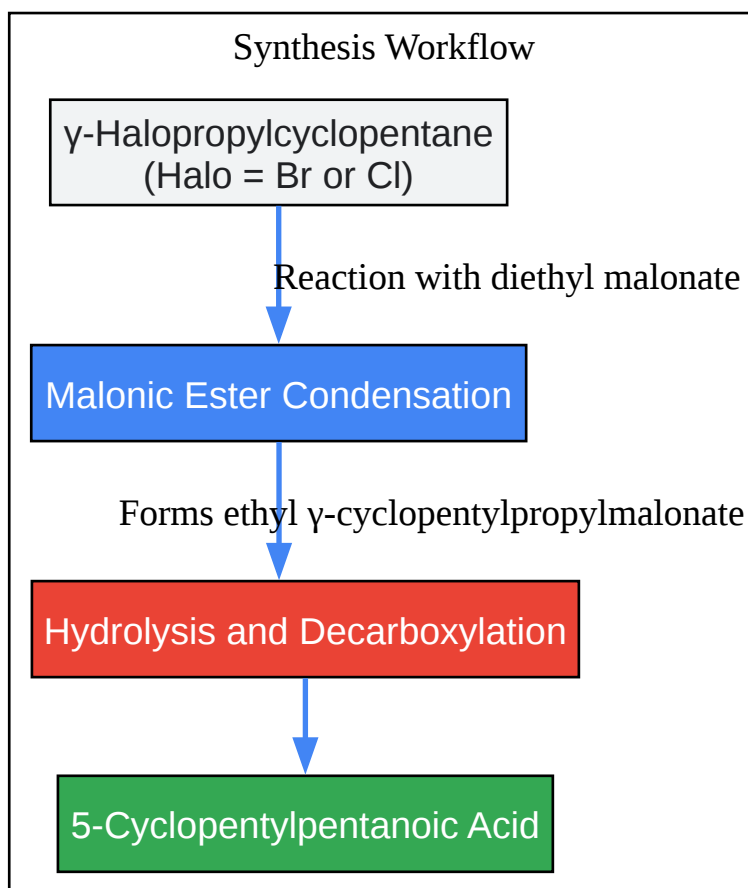 Synthesis Workflow
γ-Halopropylcyclopentane
(Halo = Br or Cl)
Reaction with diethyl malonate
Malonic Ester Condensation
Forms ethyl γ-cyclopentylpropylmalonate
Hydrolysis and Decarboxylation
5-Cyclopentylpentanoic Acid